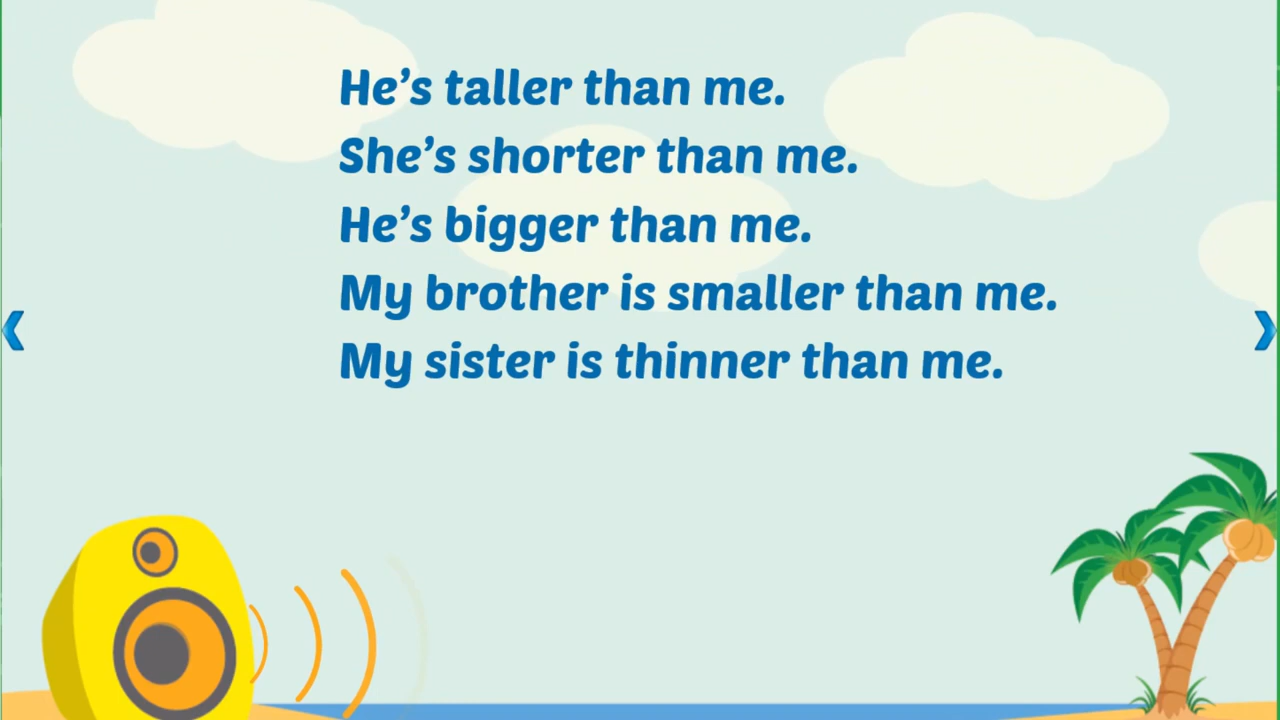 He’s taller than me.
She’s shorter than me.
He’s bigger than me.
My brother is smaller than me.
My sister is thinner than me.